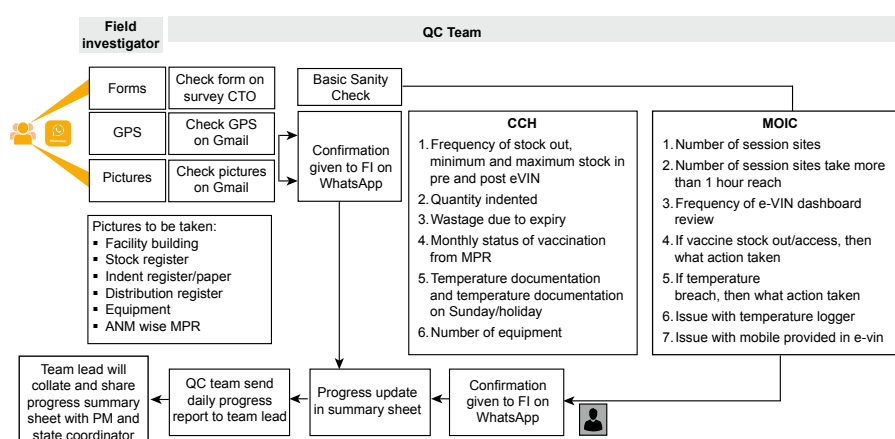 Field
investigator
QC Team
Forms
Check form on
survey CTO
Basic Sanity
Check
GPS
Check GPS
on Gmail
Confirmation
given to FI on
WhatsApp
Pictures
Check pictures
on Gmail
WhatsApp
CCH
1. Frequency of stock out,
minimum and maximum stock in
pre and post eVIN
2. Quantity indented
3. Wastage due to expiry
4. Monthly status of vaccination
from MPR
5. Temperature documentation
and temperature documentation
on Sunday/holiday
6. Number of equipment
MOIC
1. Number of session sites
2. Number of session sites take more
than 1 hour reach
3. Frequency of e-VIN dashboard
review
4. If vaccine stock out/access, then
what action taken
5. If temperature
breach, then what action taken
6. Issue with temperature logger
7. Issue with mobile provided in e-vin
Pictures to be taken:
▪ Facility building
▪ Stock register
▪ Indent register/paper
▪ Distribution register
▪ Equipment
▪ ANM wise MPR
Team lead will
collate and share
progress summary
sheet with PM and
state coordinator
QC team send
daily progress
report to team lead
Progress update
in summary sheet
Confirmation
given to FI on
WhatsApp